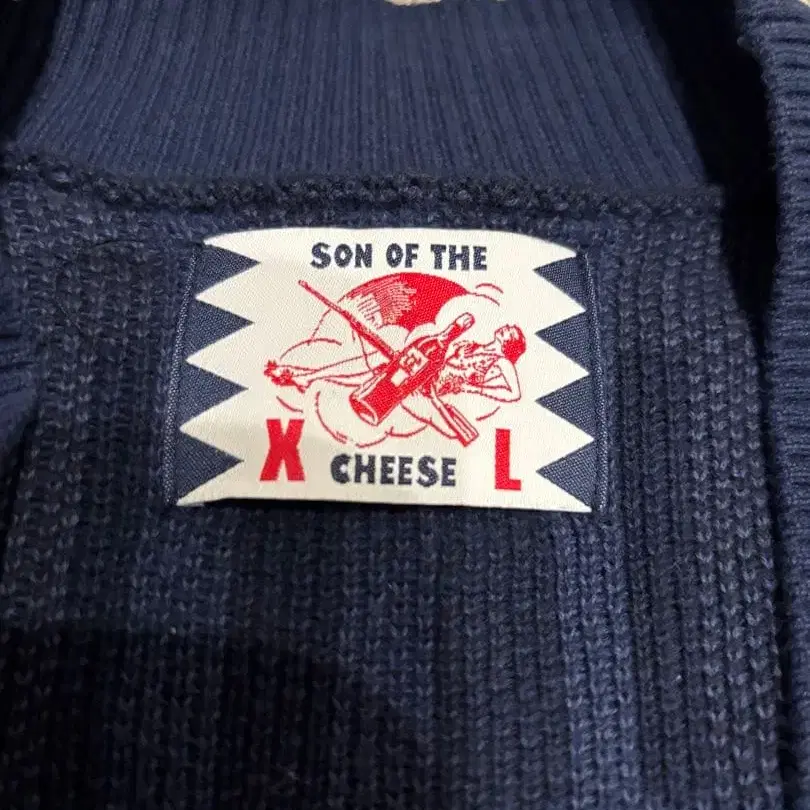 SON OF THE
X CHEESE L